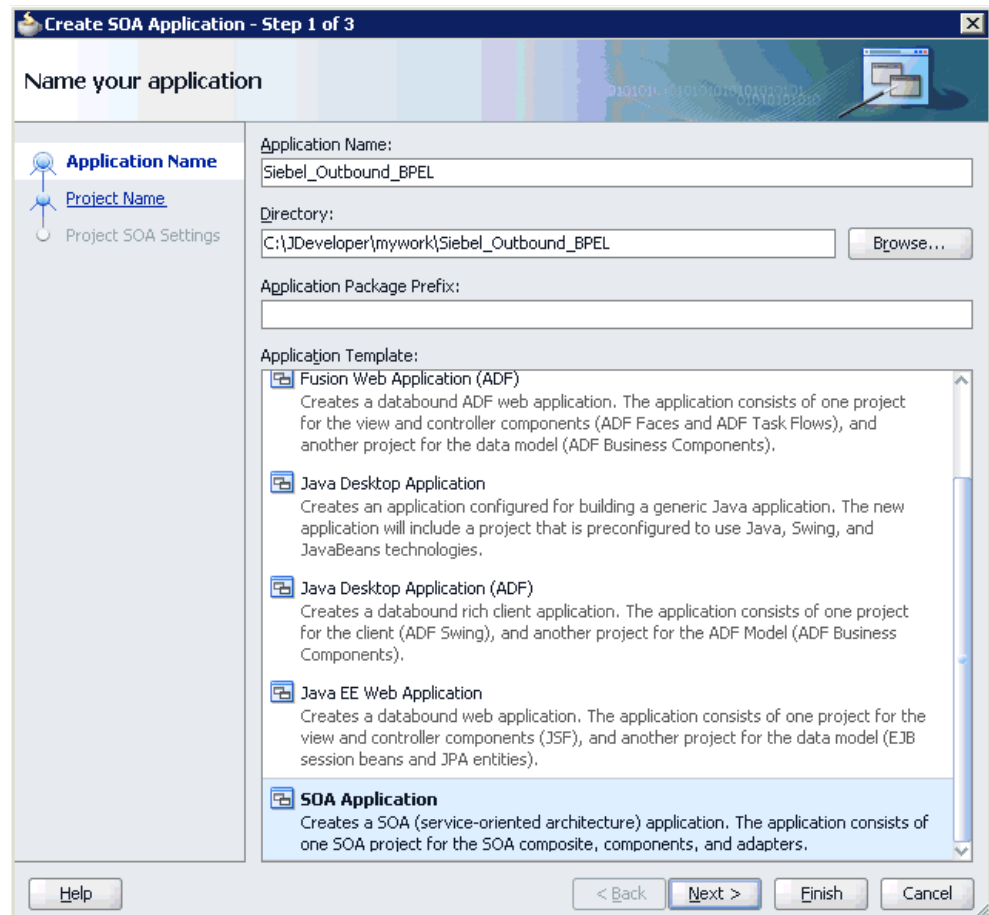 Create SOA Application - Step 1 of 3
Name your application
Application Name
Project Name
Project SOA Settings
Application Name:
Siebel_Outbound_BPEL
Directory:
C:\JDeveloper\mywork\Siebel_Outbound_BPEL
Browse...
Application Package Prefix:
Application Template:
Fusion Web Application (ADF)
Creates a databound ADF web application. The application consists of one project
for the view and controller components (ADF Faces and ADF Task Flows), and
another project for the data model (ADF Business Components).
Java Desktop Application
Creates an application configured for building a generic Java application. The new
application will include a project that is preconfigured to use Java, Swing, and
JavaBeans technologies.
Java Desktop Application (ADF)
Creates a databound rich client application. The application consists of one project
for the client (ADF Swing), and another project for the ADF Model (ADF Business
Components).
Java EE Web Application
Creates a databound web application. The application consists of one project for the
view and controller components (JSF), and another project for the data model (EJB
session beans and JPA entities).
SOA Application
Creates a SOA (service-oriented architecture) application. The application consists of
one SOA project for the SOA composite, components, and adapters.
Help
< Back
Next >
Finish
Cancel